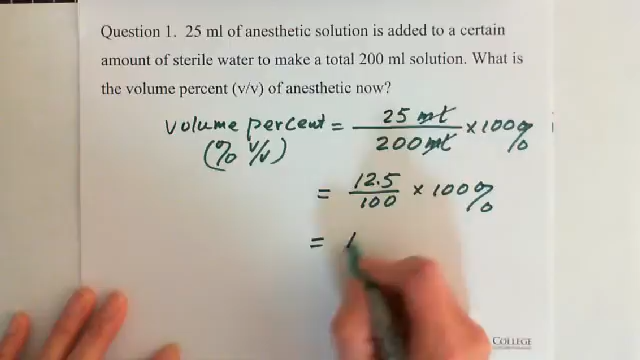 Question 1. 25 ml of anesthetic solution is added to a certain
amount of sterile water to make a total 200 ml solution. What is
the volume percent (v/v) of anesthetic now?
volume percent = 25 ml / 200 ml × 100%
(% v/v)
= 12.5 / 100 × 100%
= 1
COLLEGE